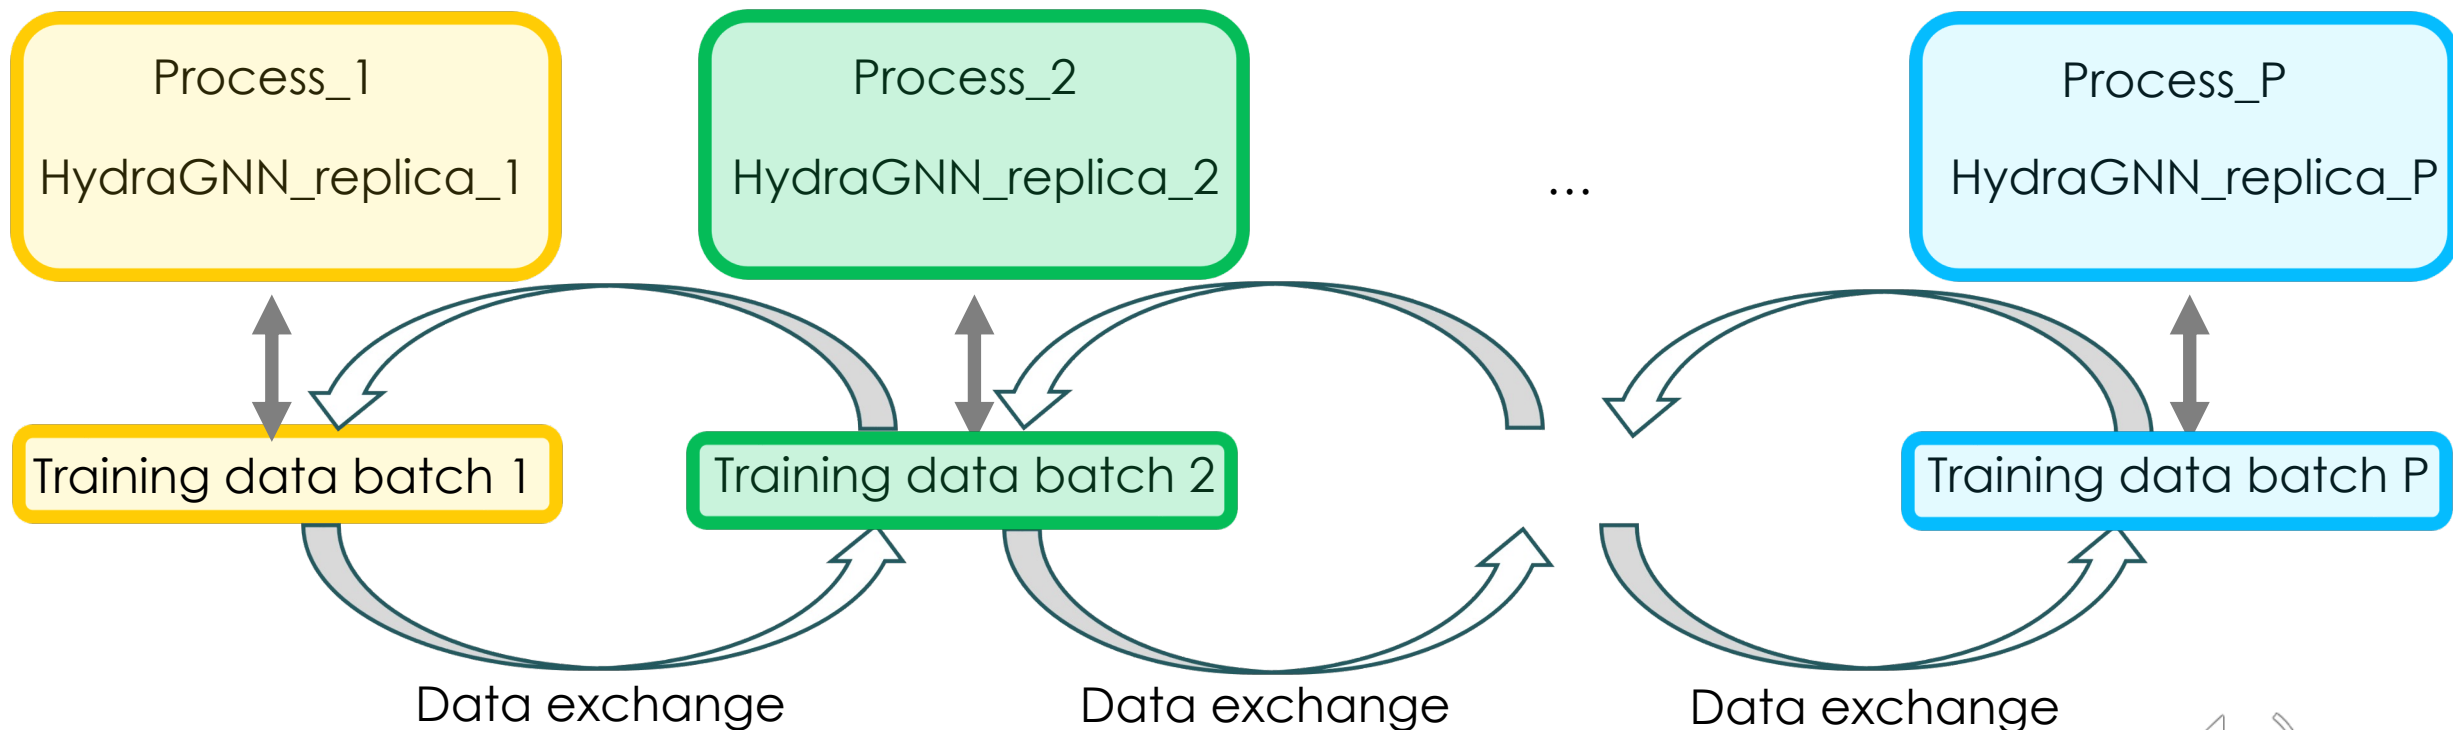 Process_1
HydraGNN_replica_1
Process_2
HydraGNN_replica_2
...
Process_P
HydraGNN_replica_P
Training data batch 1
Training data batch 2
Training data batch P
Data exchange
Data exchange
Data exchange